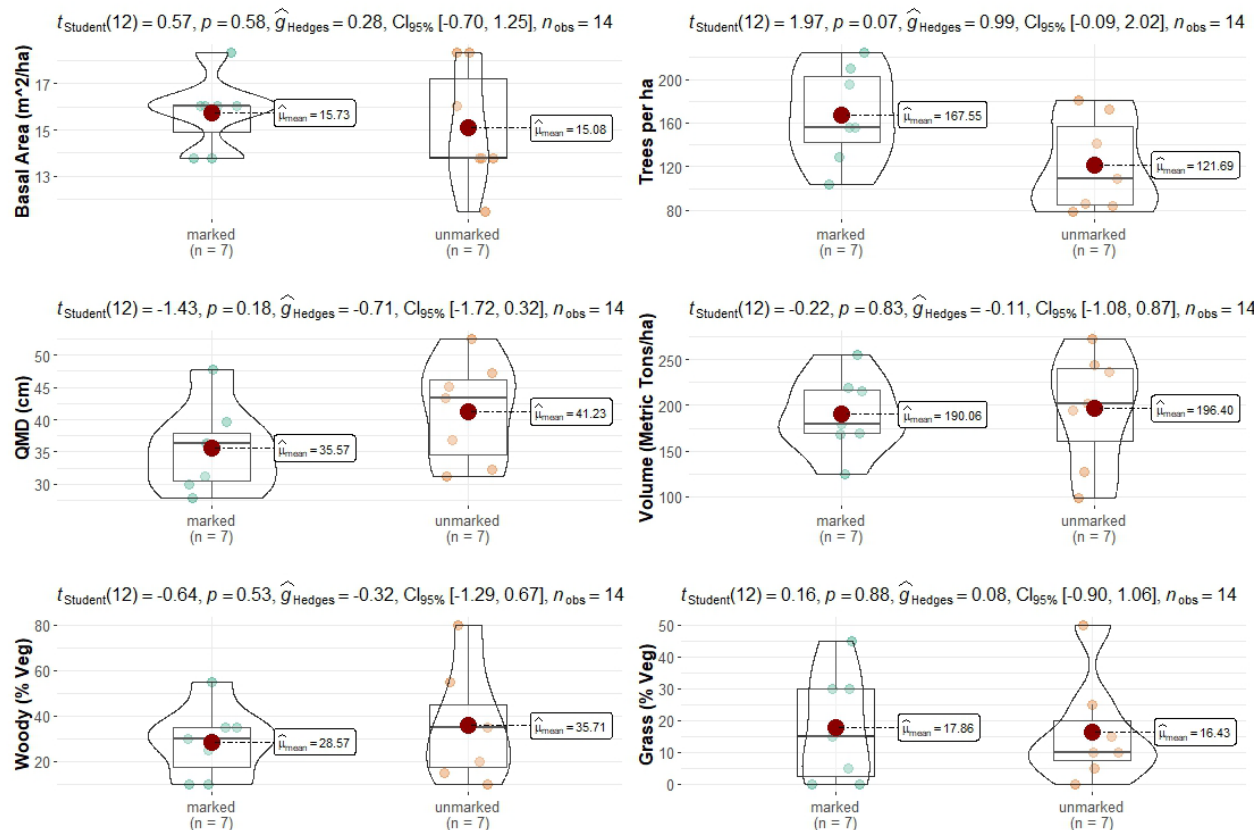 t_Student(12) = 0.57, p = 0.58, ĝ_Hedges = 0.28, CI_95% [-0.70, 1.25], n_obs = 14
Basal Area (m^2/ha)
17
15
13
μ̂_mean = 15.73
μ̂_mean = 15.08
marked
(n = 7)
unmarked
(n = 7)
t_Student(12) = 1.97, p = 0.07, ĝ_Hedges = 0.99, CI_95% [-0.09, 2.02], n_obs = 14
Trees per ha
200
160
120
80
μ̂_mean = 167.55
μ̂_mean = 121.69
marked
(n = 7)
unmarked
(n = 7)
t_Student(12) = -1.43, p = 0.18, ĝ_Hedges = -0.71, CI_95% [-1.72, 0.32], n_obs = 14
QMD (cm)
50
45
40
35
30
μ̂_mean = 35.57
μ̂_mean = 41.23
marked
(n = 7)
unmarked
(n = 7)
t_Student(12) = -0.22, p = 0.83, ĝ_Hedges = -0.11, CI_95% [-1.08, 0.87], n_obs = 14
Volume (Metric Tons/ha)
250
200
150
100
μ̂_mean = 190.06
μ̂_mean = 196.40
marked
(n = 7)
unmarked
(n = 7)
t_Student(12) = -0.64, p = 0.53, ĝ_Hedges = -0.32, CI_95% [-1.29, 0.67], n_obs = 14
Woody (% Veg)
80
60
40
20
μ̂_mean = 28.57
μ̂_mean = 35.71
marked
(n = 7)
unmarked
(n = 7)
t_Student(12) = 0.16, p = 0.88, ĝ_Hedges = 0.08, CI_95% [-0.90, 1.06], n_obs = 14
Grass (% Veg)
50
40
30
20
10
0
μ̂_mean = 17.86
μ̂_mean = 16.43
marked
(n = 7)
unmarked
(n = 7)